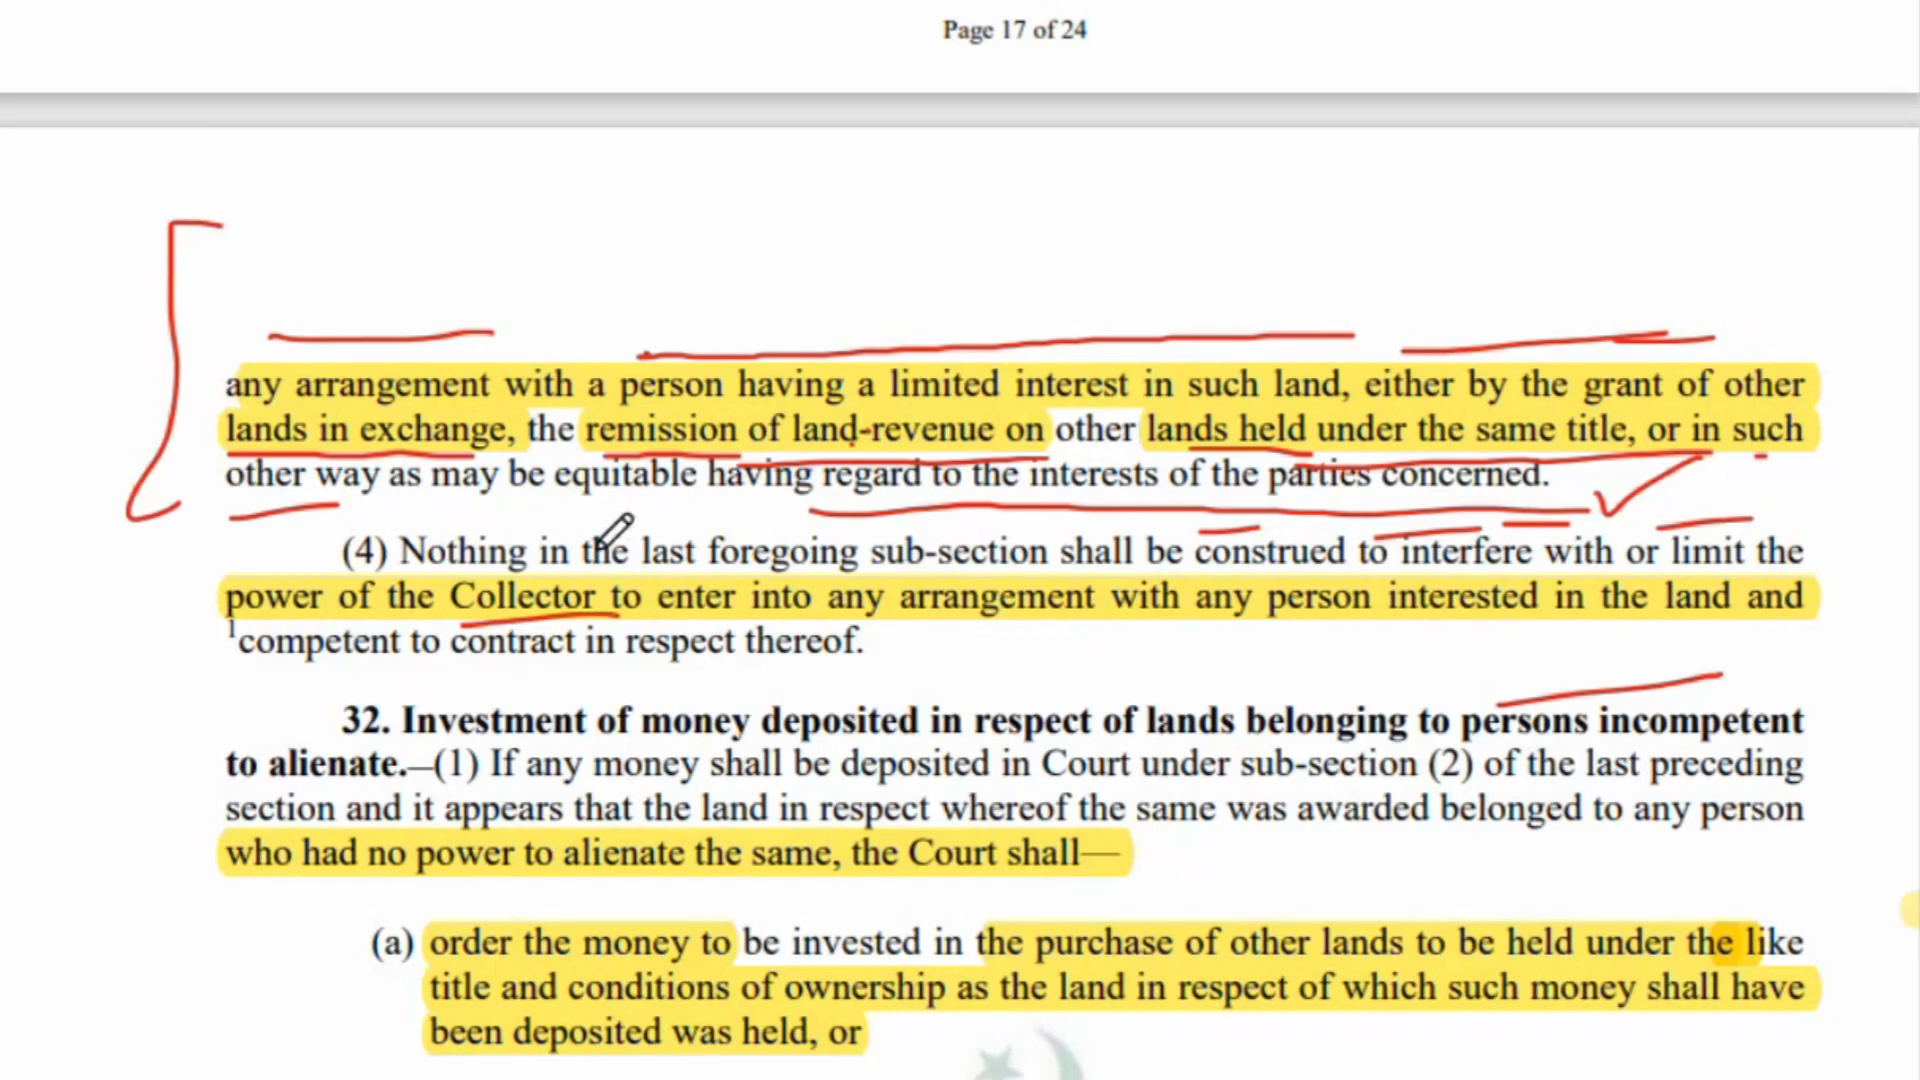 Page 17 of 24
any arrangement with a person having a limited interest in such land, either by the grant of other
lands in exchange, the remission of land-revenue on other lands held under the same title, or in such
other way as may be equitable having regard to the interests of the parties concerned.
(4) Nothing in the last foregoing sub-section shall be construed to interfere with or limit the
power of the Collector to enter into any arrangement with any person interested in the land and
1competent to contract in respect thereof.
32. Investment of money deposited in respect of lands belonging to persons incompetent
to alienate.—(1) If any money shall be deposited in Court under sub-section (2) of the last preceding
section and it appears that the land in respect whereof the same was awarded belonged to any person
who had no power to alienate the same, the Court shall—
(a) order the money to be invested in the purchase of other lands to be held under the like
title and conditions of ownership as the land in respect of which such money shall have
been deposited was held, or